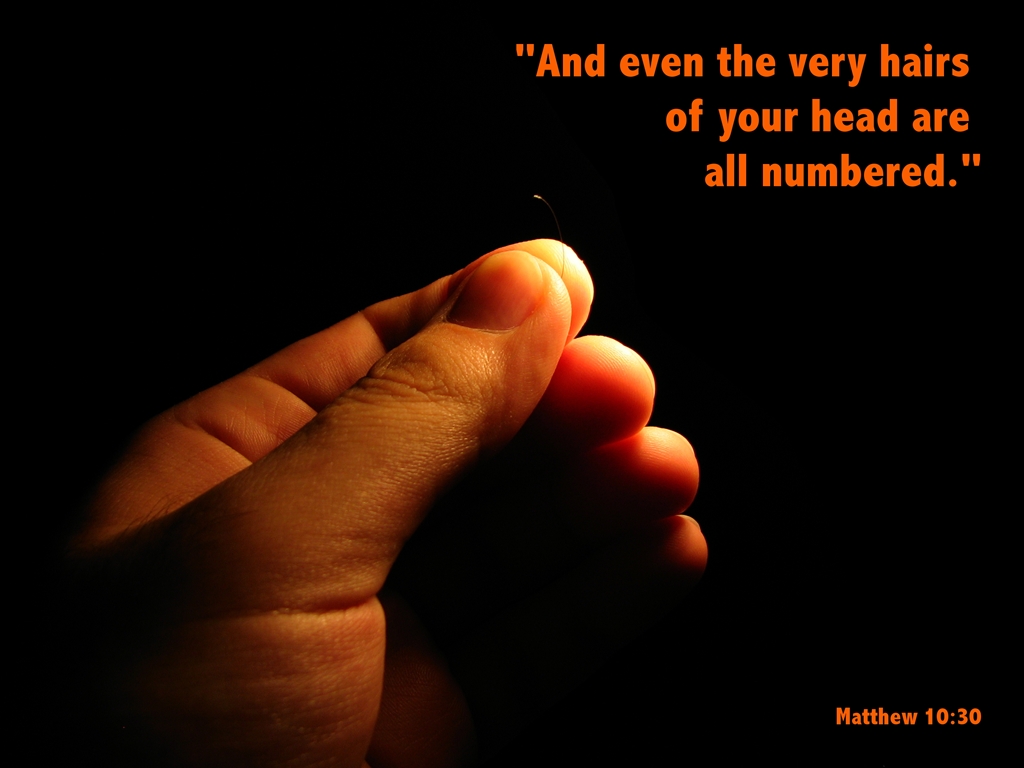 "And even the very hairs
of your head are
all numbered."
Matthew 10:30